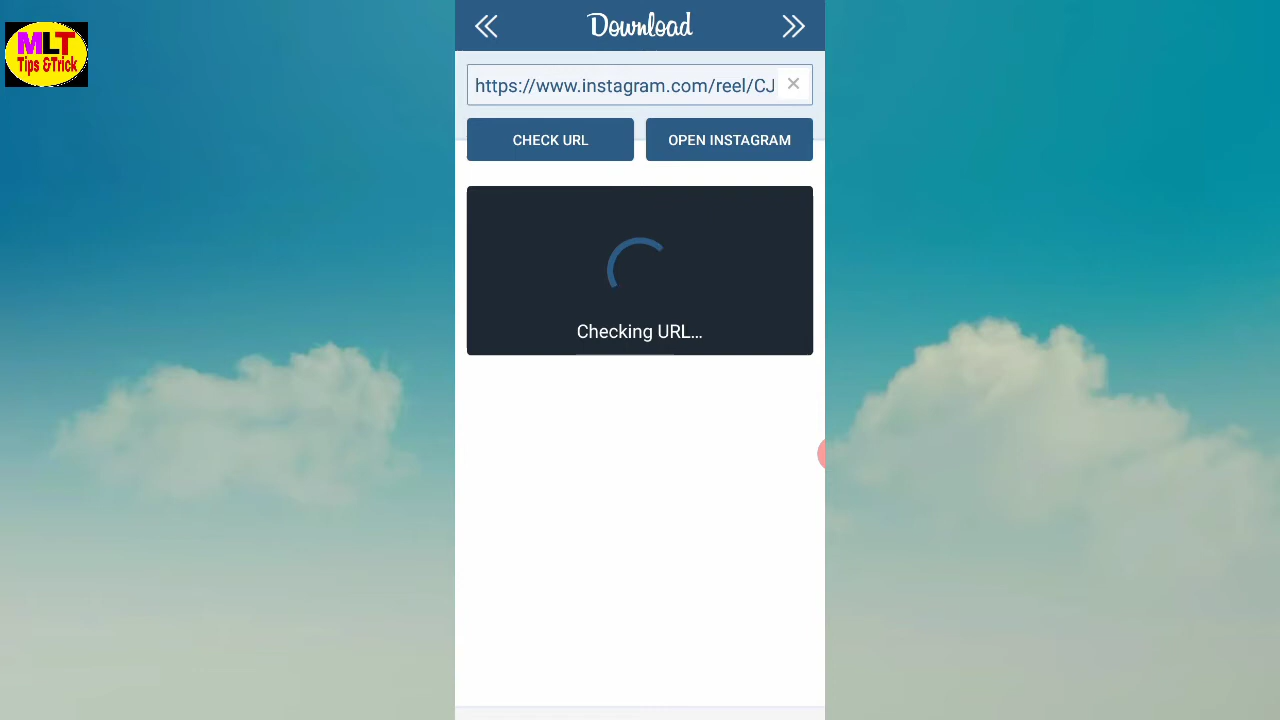 MLT
Tips &Trick
Download
https://www.instagram.com/reel/CJ
CHECK URL
OPEN INSTAGRAM
Checking URL...